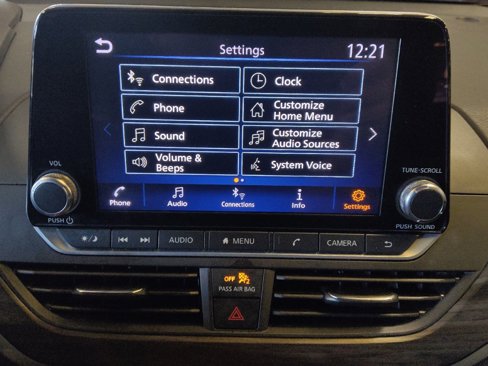 Settings
12:21
Connections
Clock
Phone
Customize
Home Menu
Sound
Customize
Audio Sources
Volume &
Beeps
System Voice
Phone
Audio
Connections
i
Info
Settings
VOL
PUSH
TUNE·SCROLL
PUSH SOUND
AUDIO
MENU
CAMERA
OFF
2
PASS AIR BAG